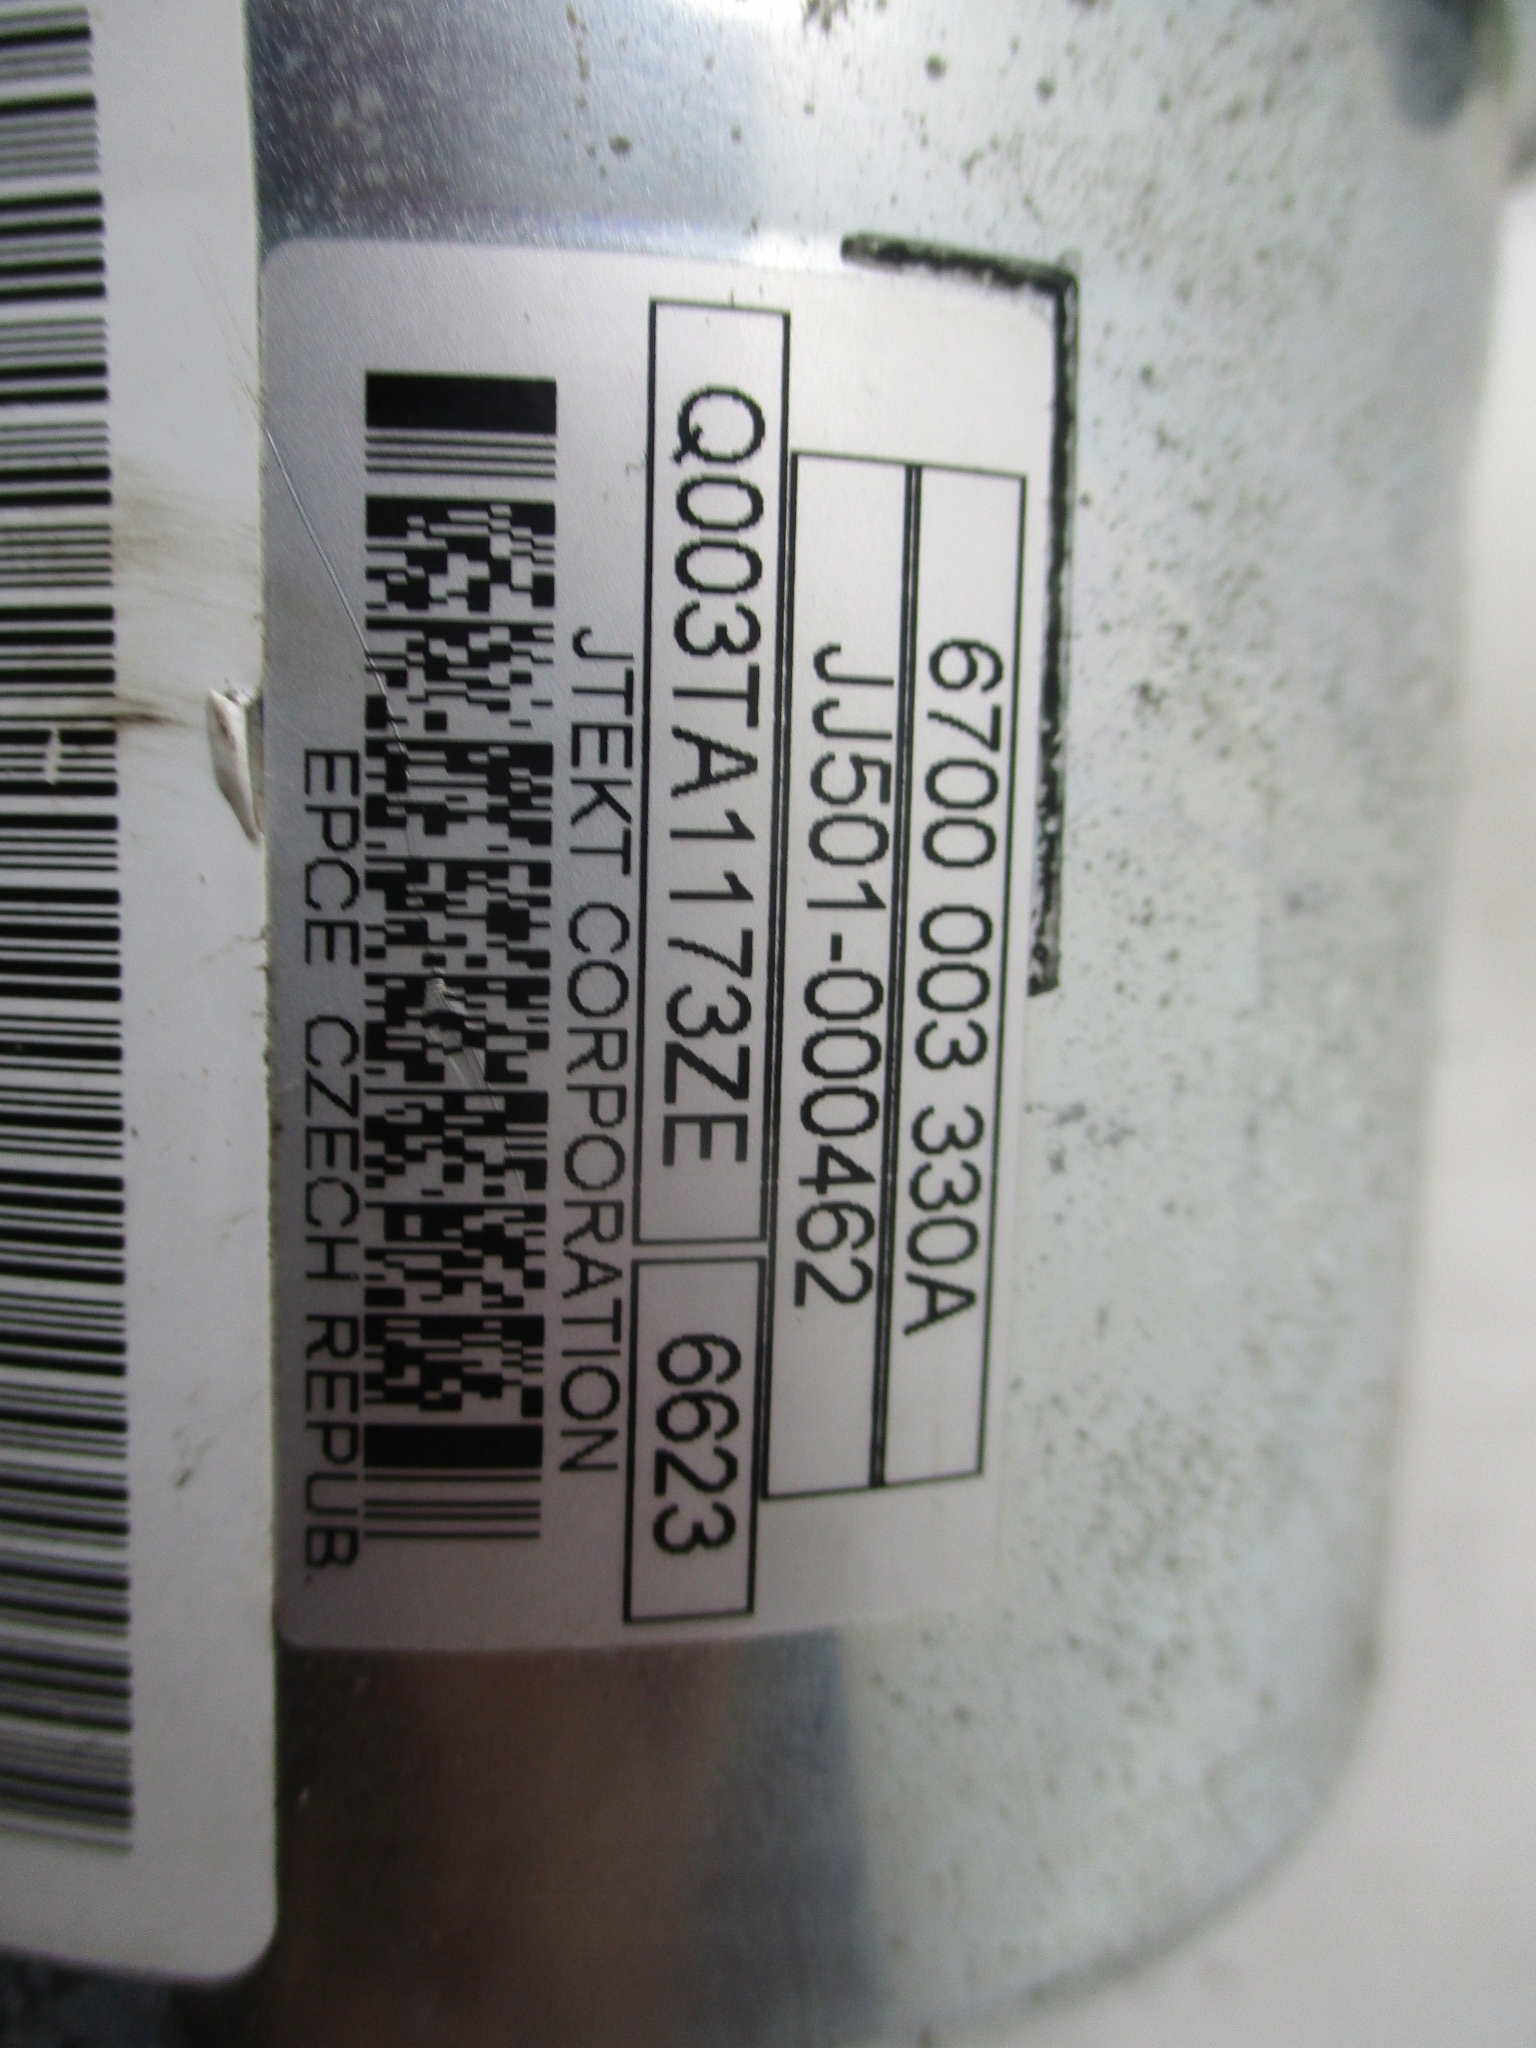 6700 003 330A
JJ501-000462
Q003TA1173ZE 6623
JTEKT CORPORATION
EPCE CZECH REPUB.